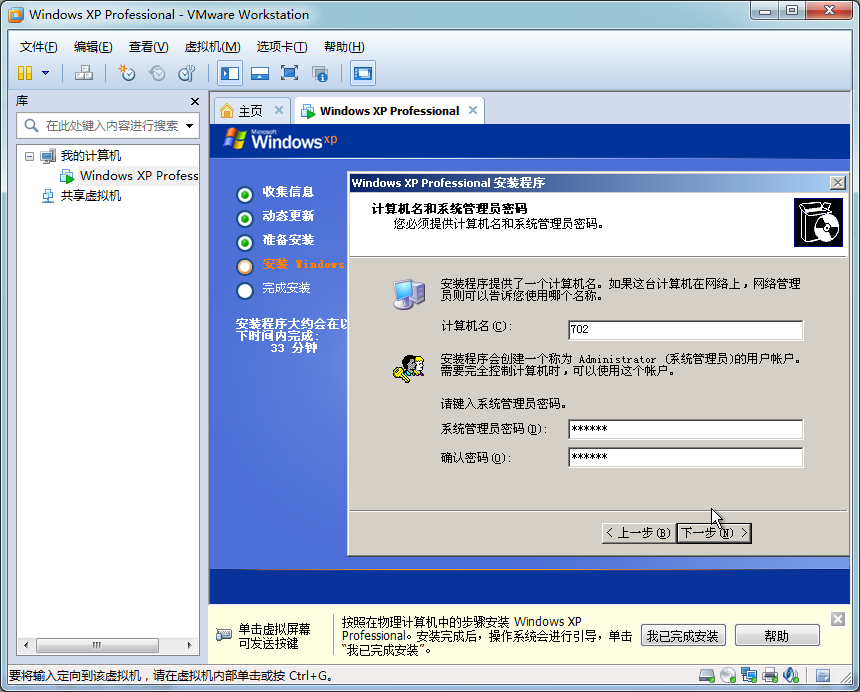 Windows XP Professional - VMware Workstation
文件(F) 编辑(E) 查看(V) 虚拟机(M) 选项卡(T) 帮助(H)
库
在此处键入内容进行搜索
我的计算机
Windows XP Profess
共享虚拟机
主页
Windows XP Professional
Microsoft
Windows xp
收集信息
动态更新
准备安装
安装 Windows
完成安装
安装程序大约会在以
下时间内完成:
33 分钟
Windows XP Professional 安装程序
计算机名和系统管理员密码
您必须提供计算机名和系统管理员密码。
安装程序提供了一个计算机名。如果这台计算机在网络上，网络管理
员则可以告诉您使用哪个名称。
计算机名(C): 702
安装程序会创建一个称为 Administrator (系统管理员)的用户帐户。
需要完全控制计算机时，可以使用这个帐户。
请键入系统管理员密码。
系统管理员密码(D): ******
确认密码(O): ******
< 上一步(B) 下一步(N) >
单击虚拟屏幕
可发送按键
按照在物理计算机中的步骤安装 Windows XP
Professional。安装完成后，操作系统会进行引导，单击
“我已完成安装”。
我已完成安装
帮助
要将输入定向到该虚拟机，请在虚拟机内部单击或按 Ctrl+G。